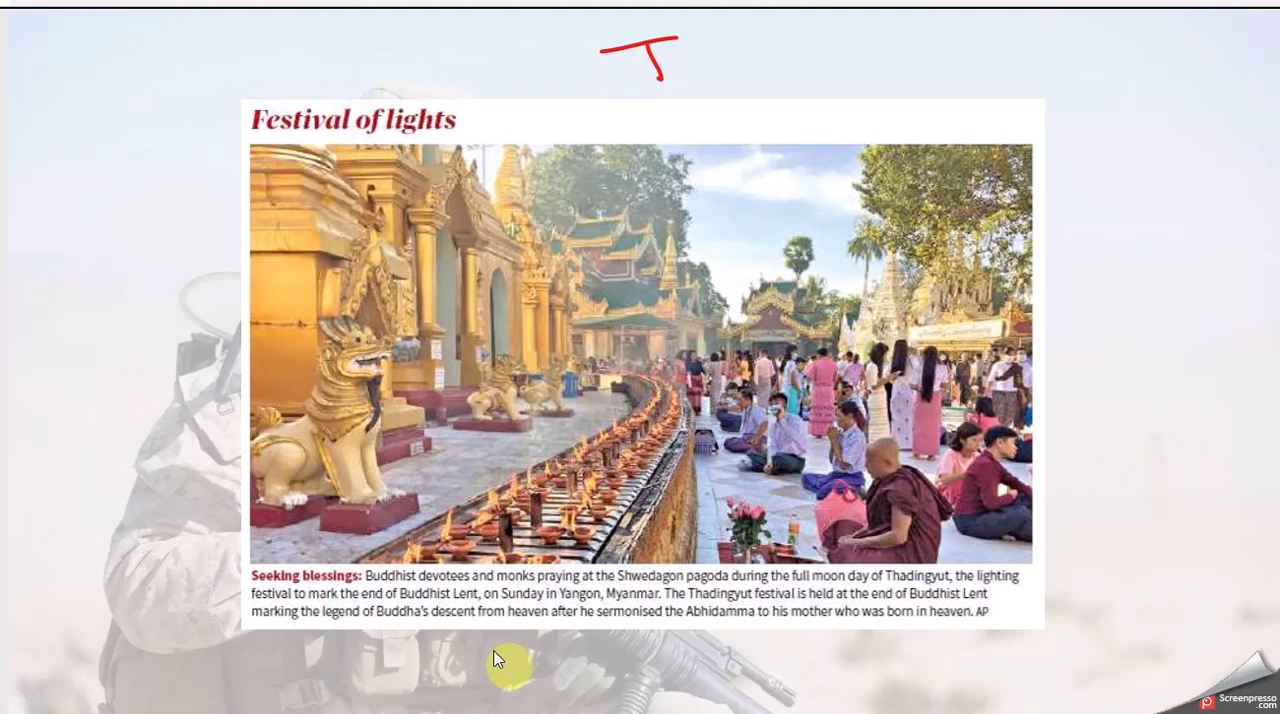 T
Festival of lights
Seeking blessings: Buddhist devotees and monks praying at the Shwedagon pagoda during the full moon day of Thadingyut, the lighting
festival to mark the end of Buddhist Lent, on Sunday in Yangon, Myanmar. The Thadingyut festival is held at the end of Buddhist Lent
marking the legend of Buddha's descent from heaven after he sermonised the Abhidamma to his mother who was born in heaven. AP
Screenpresso
.com